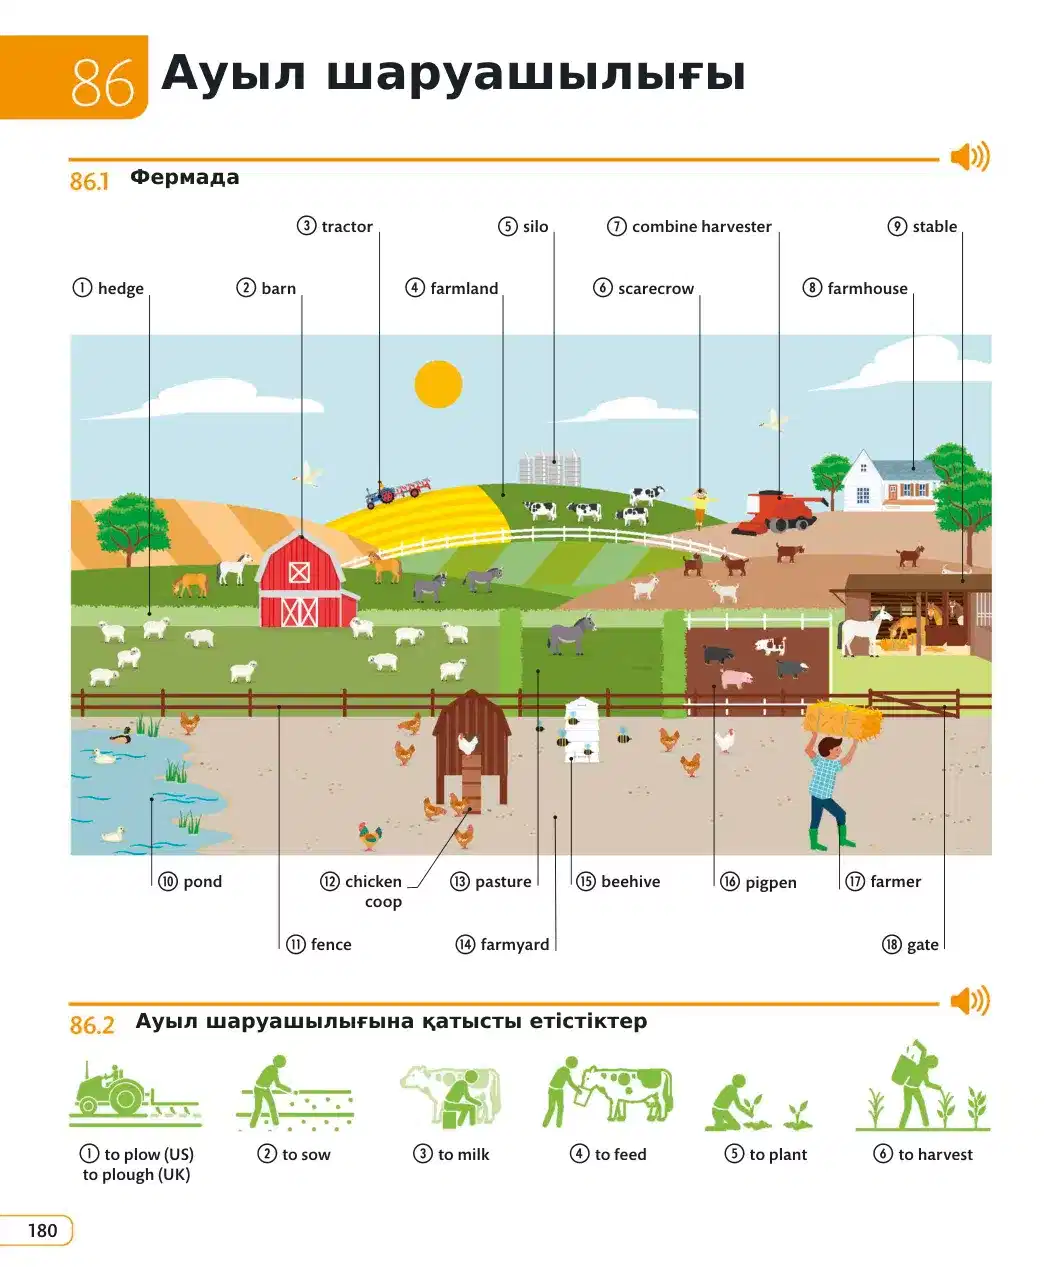 86 Ауыл шаруашылығы
86.1 Фермада
③ tractor ⑤ silo ⑦ combine harvester ⑨ stable
① hedge ② barn ④ farmland ⑥ scarecrow ⑧ farmhouse
⑩ pond ⑫ chicken ⑬ pasture ⑮ beehive ⑯ pigpen ⑰ farmer
coop
⑪ fence ⑭ farmyard ⑱ gate
86.2 Ауыл шаруашылығына қатысты етістіктер
① to plow (US) ② to sow ③ to milk ④ to feed ⑤ to plant ⑥ to harvest
to plough (UK)
180